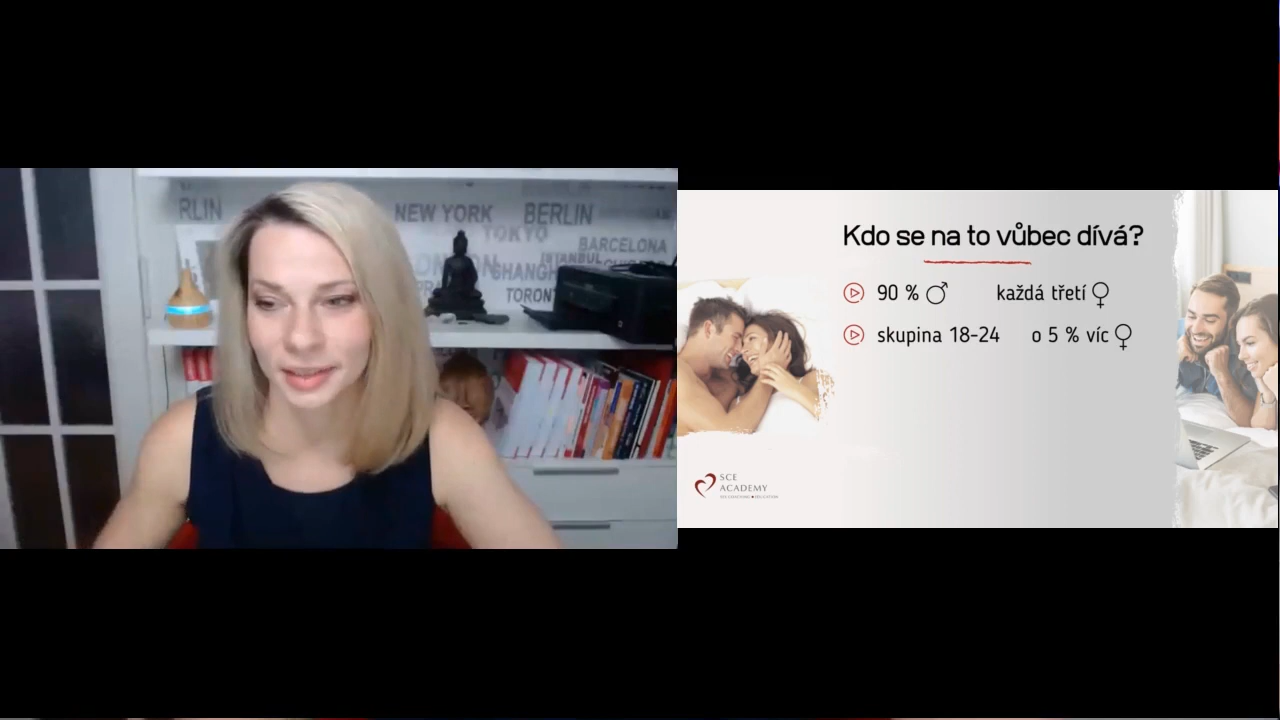 RLIN
NEW YORK
BERLIN
TOKYO
BARCELONA
ISTANBUL
SHANGH
TORONT
Kdo se na to vůbec dívá?
90 % ♂ každá třetí ♀
skupina 18-24 o 5 % víc ♀
SCE
ACADEMY